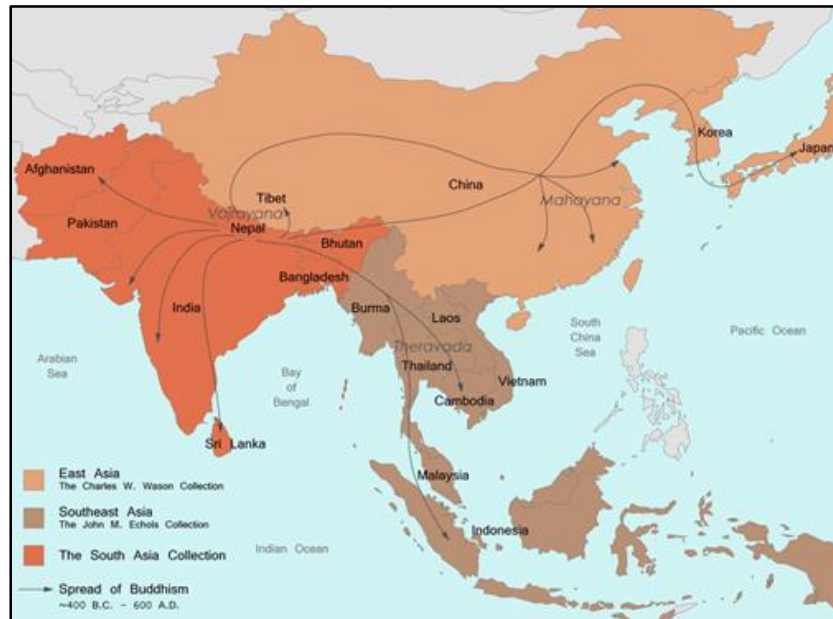 Afghanistan
Pakistan
Tibet
Vajrayana
Nepal
Bhutan
Bangladesh
India
Sri Lanka
China
Mahayana
Korea
Japan
Burma
Laos
Theravada
Thailand
Vietnam
Cambodia
Malaysia
Indonesia
Arabian
Sea
Bay
of
Bengal
South
China
Sea
Pacific Ocean
Indian Ocean
East Asia
The Charles W. Wason Collection
Southeast Asia
The John M. Echols Collection
The South Asia Collection
Spread of Buddhism
~400 B.C. - 600 A.D.